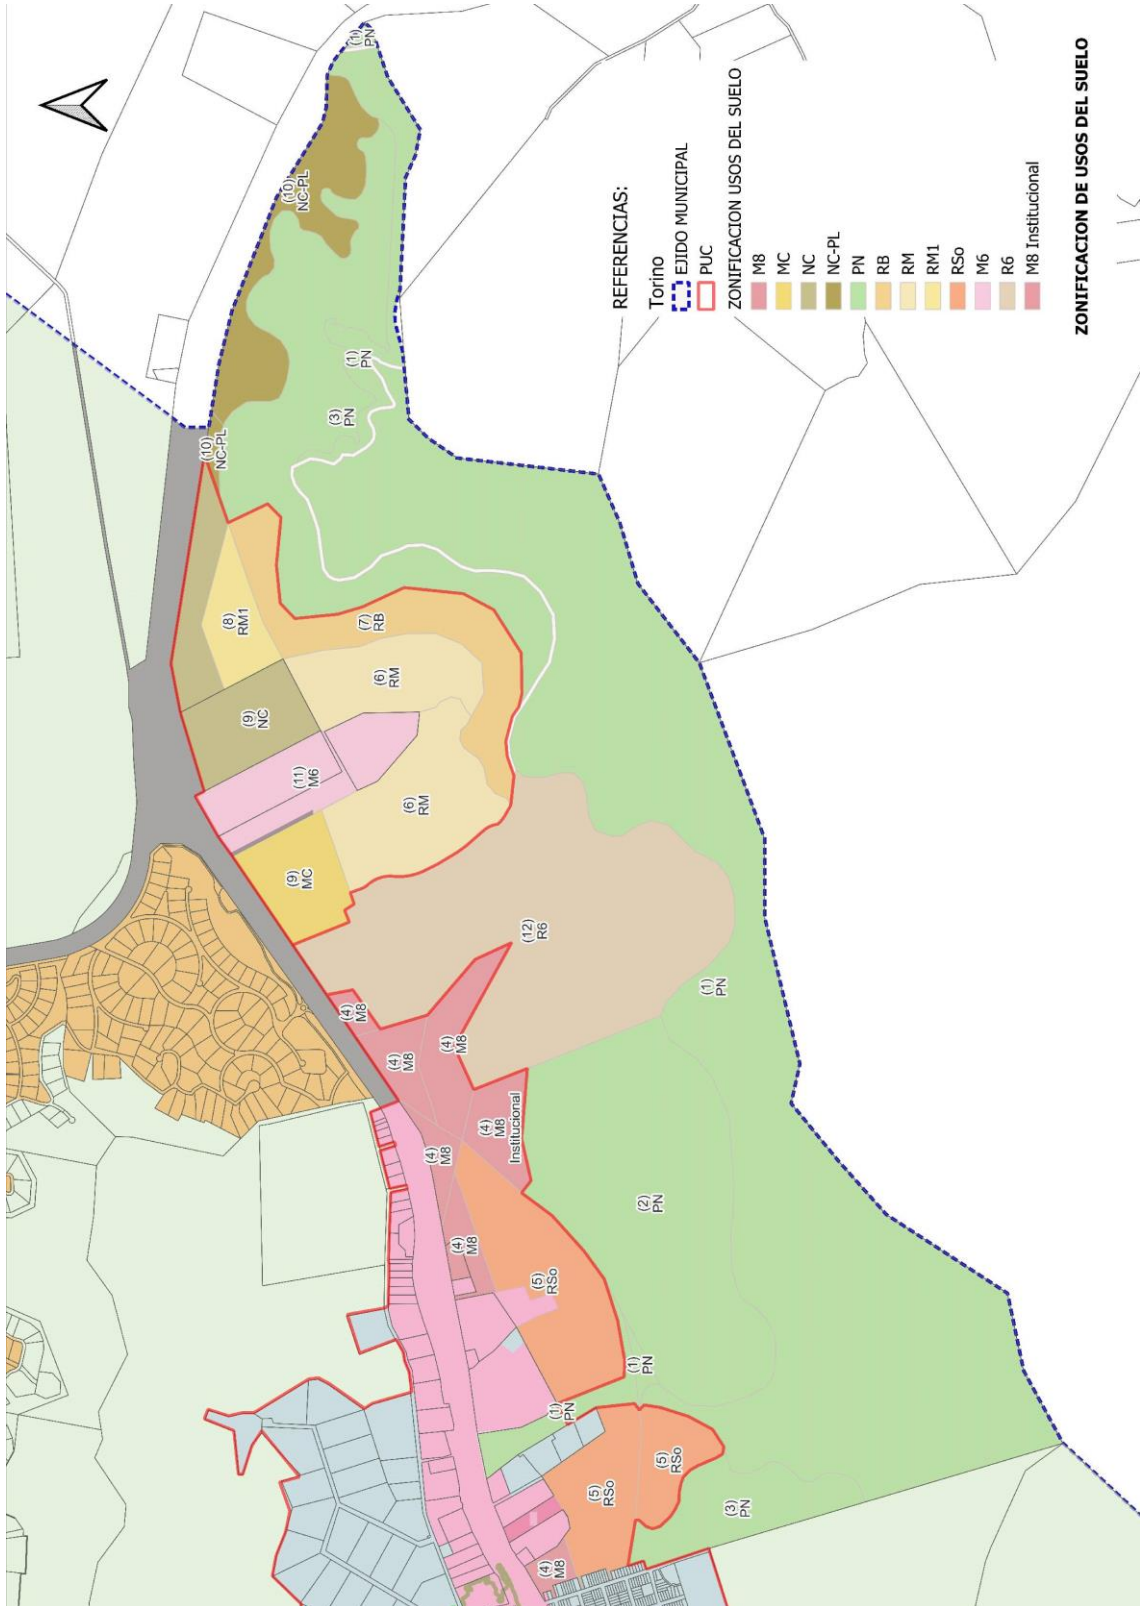 (1)
PN
(10)
NC-PL
(1)
PN
(3)
PN
(10)
NC-PL
(8)
RM1
(7)
RB
(6)
RM
(9)
NC
(11)
M6
(6)
RM
(9)
MC
(12)
R6
(1)
PN
(4)
M8
(4)
M8
(4)
M8
(4)
M8
Institucional
(4)
M8
(2)
PN
(4)
M8
(5)
RSo
(1)
PN
(1)
PN
(5)
RSo
(5)
RSo
(3)
PN
(4)
M8
REFERENCIAS:
Torino
EJIDO MUNICIPAL
PUC
ZONIFICACION USOS DEL SUELO
M8
MC
NC
NC-PL
PN
RB
RM
RM1
RSo
M6
R6
M8 Institucional
ZONIFICACION DE USOS DEL SUELO